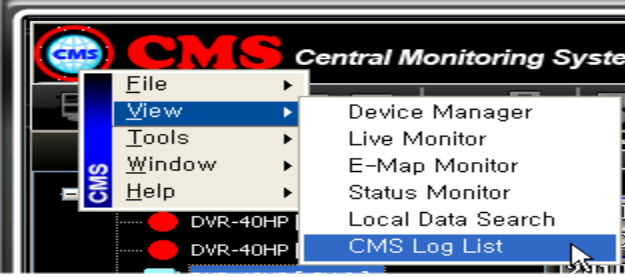 CMS CMS Central Monitoring Syste
File
View
Tools
Window
Help
CMS
Device Manager
Live Monitor
E-Map Monitor
Status Monitor
Local Data Search
CMS Log List
DVR-40HP [
DVR-40HP [